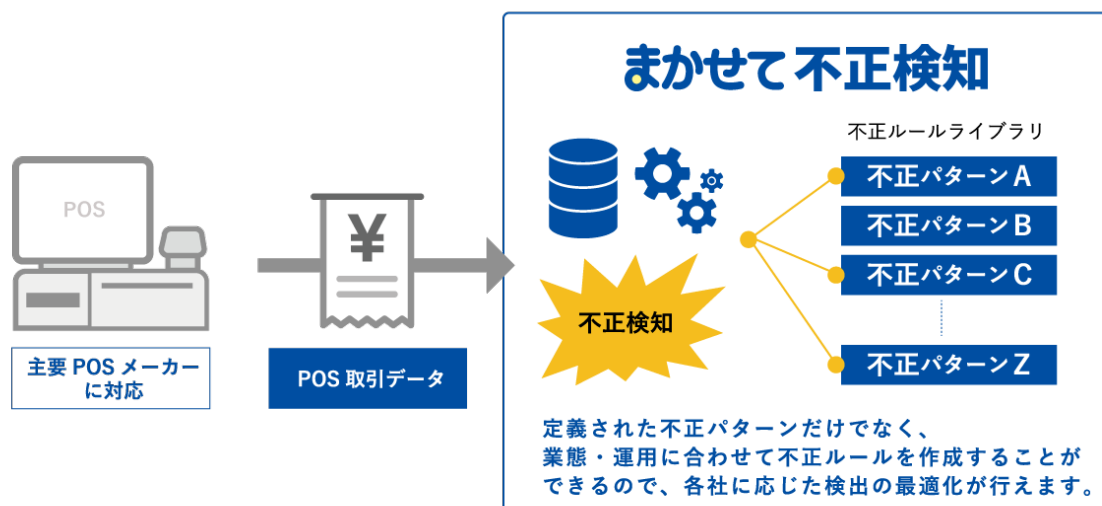 まかせて不正検知
不正ルールライブラリ
不正パターンA
不正パターンB
不正パターンC
不正パターンZ
POS
¥
不正検知
主要 POS メーカー
に対応
POS 取引データ
定義された不正パターンだけでなく、
業態・運用に合わせて不正ルールを作成することが
できるので、各社に応じた検出の最適化が行えます。